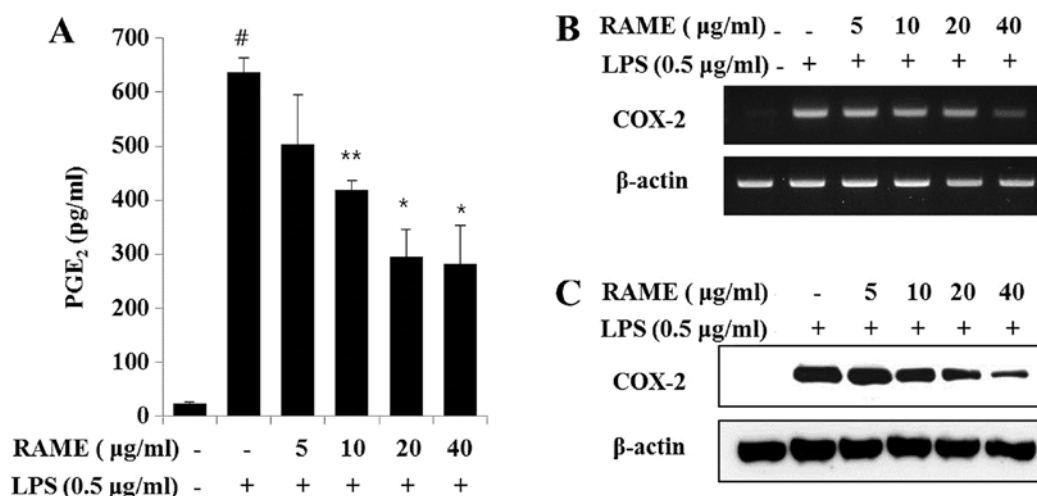 A
#
700
600
500
400
300
200
100
0
**
*
*
PGE₂ (pg/ml)
RAME ( μg/ml) - - 5 10 20 40
LPS (0.5 μg/ml) - + + + + +
B
RAME ( μg/ml) - - 5 10 20 40
LPS (0.5 μg/ml) - + + + + +
COX-2
β-actin
C
RAME ( μg/ml) - 5 10 20 40
LPS (0.5 μg/ml) + + + + +
COX-2
β-actin